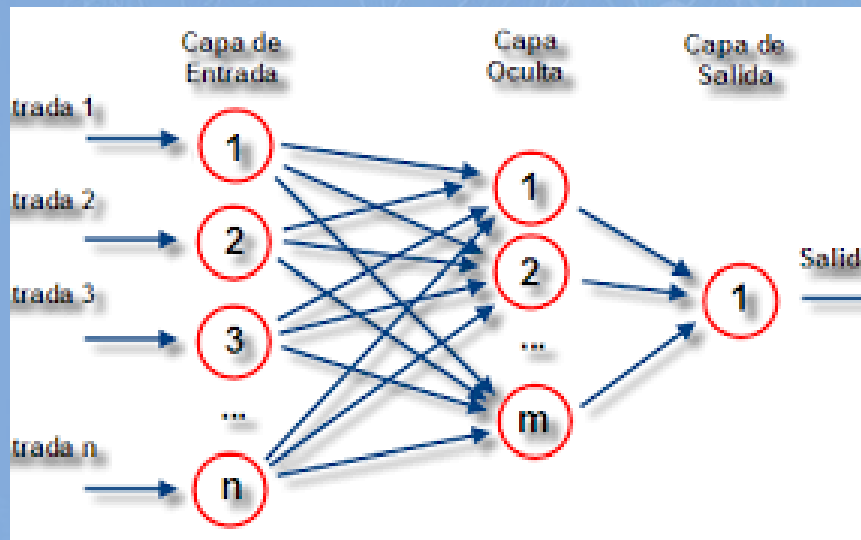 Capa de
Entrada
Capa
Oculta
Capa de
Salida
trada 1
1
trada 2
2
trada 3
3
...
trada n
n
1
2
...
m
1
Salid